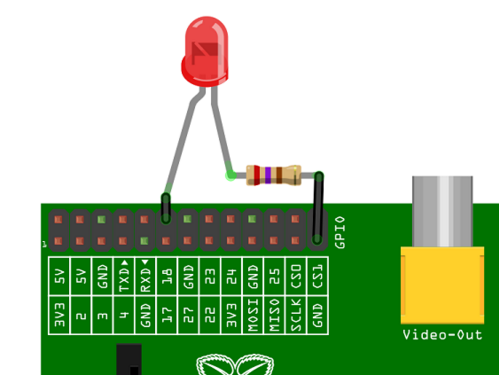 1
GPIO
5V 5V GND TXD▲ RXD▼ 18 GND 23 24 GND 25 CS0 CS1
3V3 2 3 4 GND 17 27 22 3V3 MOSI MISO SCLK GND
Video-Out